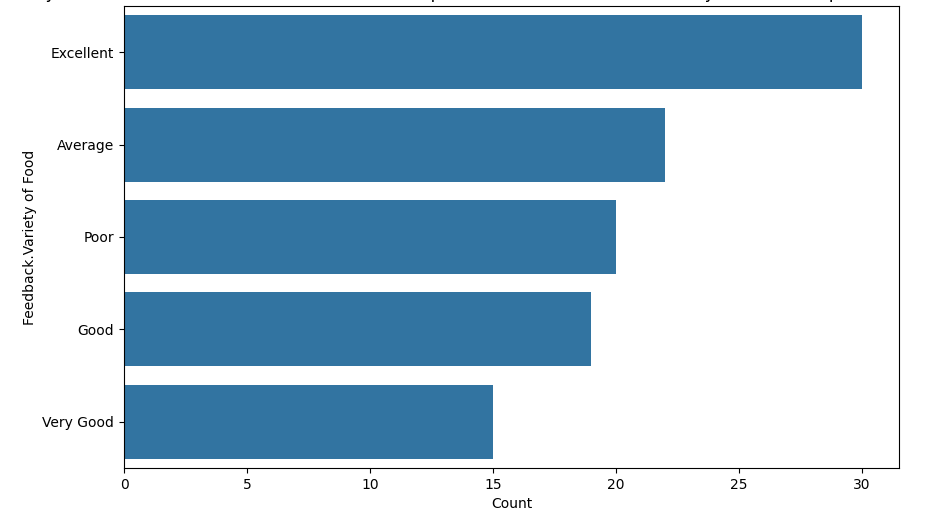 Excellent
Average
Poor
Good
Very Good
Feedback.Variety of Food
0 5 10 15 20 25 30
Count